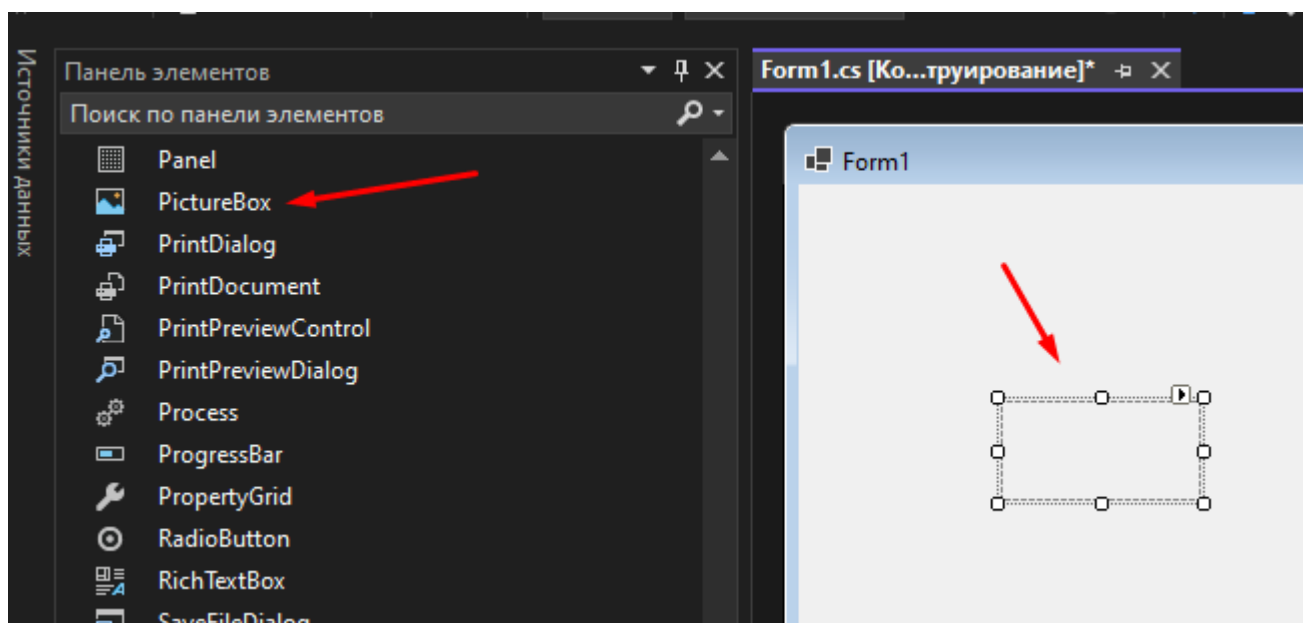 Источники данных
Панель элементов
Поиск по панели элементов
Panel
PictureBox
PrintDialog
PrintDocument
PrintPreviewControl
PrintPreviewDialog
Process
ProgressBar
PropertyGrid
RadioButton
RichTextBox
SaveFileDialog
Form1.cs [Ко...труирование]*
Form1